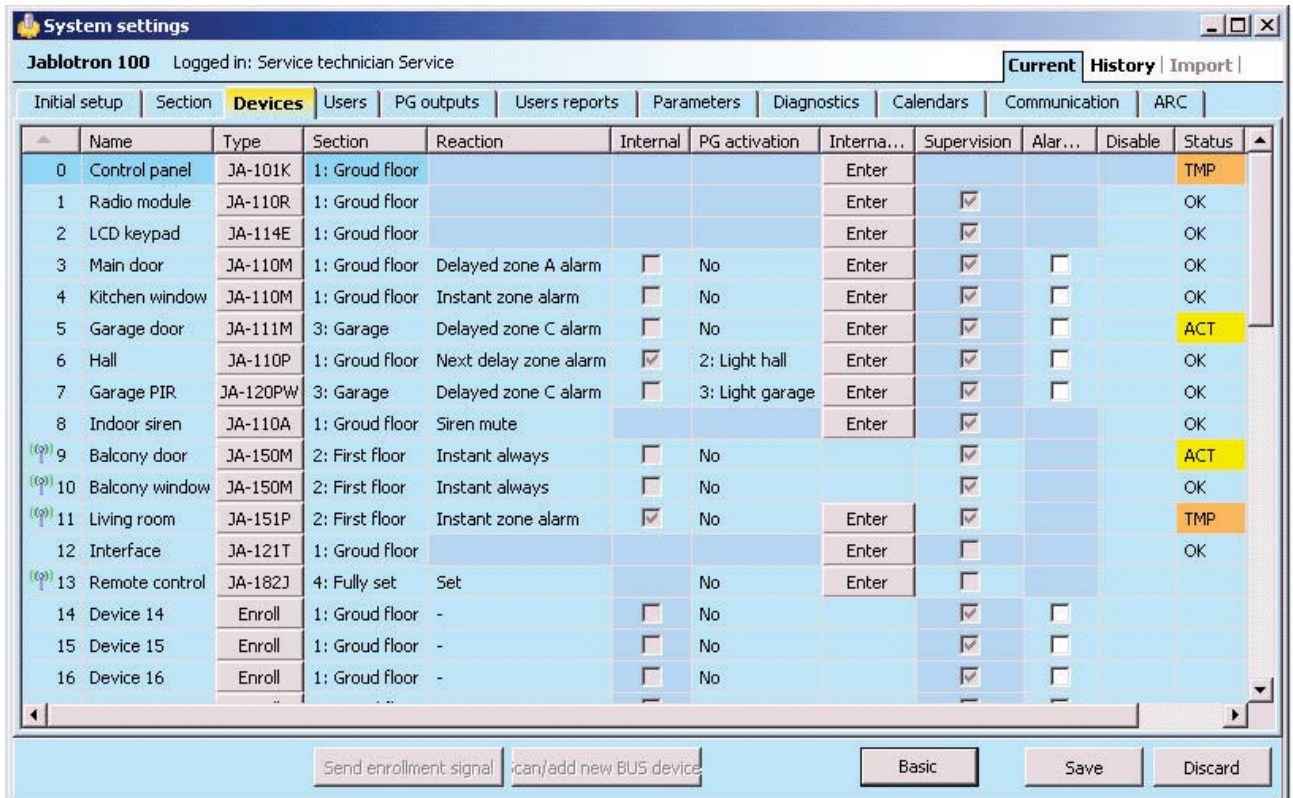 System settings
Jablotron 100 Logged in: Service technician Service Current History Import
Initial setup Section Devices Users PG outputs Users reports Parameters Diagnostics Calendars Communication ARC
Name Type Section Reaction Internal PG activation Interna... Supervision Alar... Disable Status
0 Control panel JA-101K 1: Groud floor Enter TMP
1 Radio module JA-110R 1: Groud floor Enter OK
2 LCD keypad JA-114E 1: Groud floor Enter OK
3 Main door JA-110M 1: Groud floor Delayed zone A alarm No Enter OK
4 Kitchen window JA-110M 1: Groud floor Instant zone alarm No Enter OK
5 Garage door JA-111M 3: Garage Delayed zone C alarm No Enter ACT
6 Hall JA-110P 1: Groud floor Next delay zone alarm 2: Light hall Enter OK
7 Garage PIR JA-120PW 3: Garage Delayed zone C alarm 3: Light garage Enter OK
8 Indoor siren JA-110A 1: Groud floor Siren mute Enter OK
9 Balcony door JA-150M 2: First floor Instant always No ACT
10 Balcony window JA-150M 2: First floor Instant always No OK
11 Living room JA-151P 2: First floor Instant zone alarm No Enter TMP
12 Interface JA-121T 1: Groud floor Enter OK
13 Remote control JA-182J 4: Fully set Set No Enter
14 Device 14 Enroll 1: Groud floor - No
15 Device 15 Enroll 1: Groud floor - No
16 Device 16 Enroll 1: Groud floor - No
Send enrollment signal can/add new BUS device Basic Save Discard